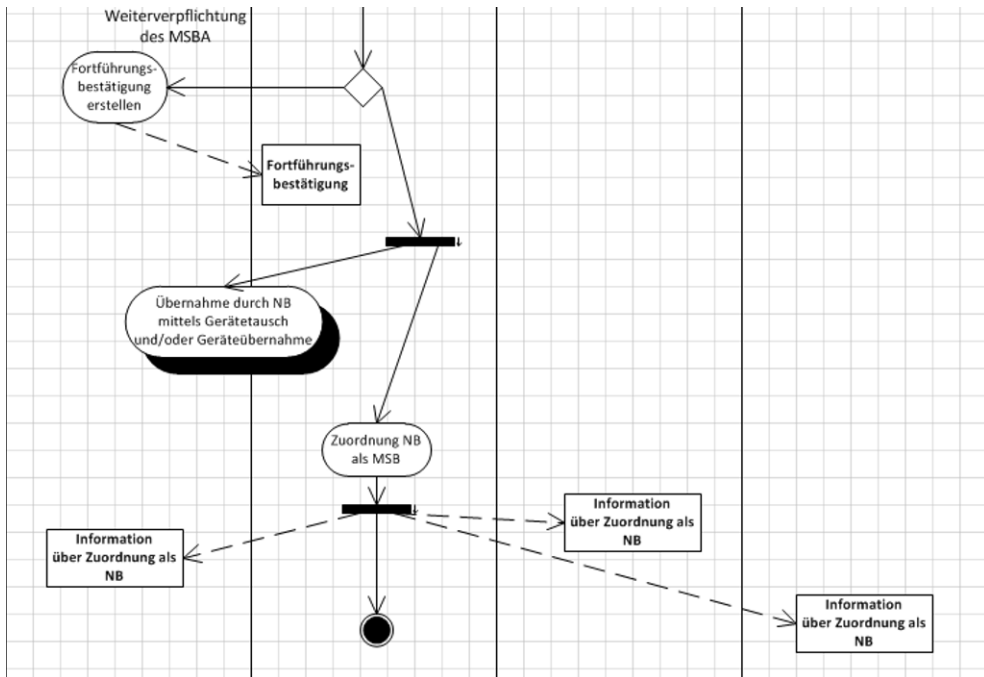 Weiterverpflichtung
des MSBA
Fortführungs-
bestätigung
erstellen
Fortführungs-
bestätigung
Übernahme durch NB
mittels Gerätetausch
und/oder Geräteübernahme
Zuordnung NB
als MSB
Information
über Zuordnung als
NB
Information
über Zuordnung als
NB
Information
über Zuordnung als
NB